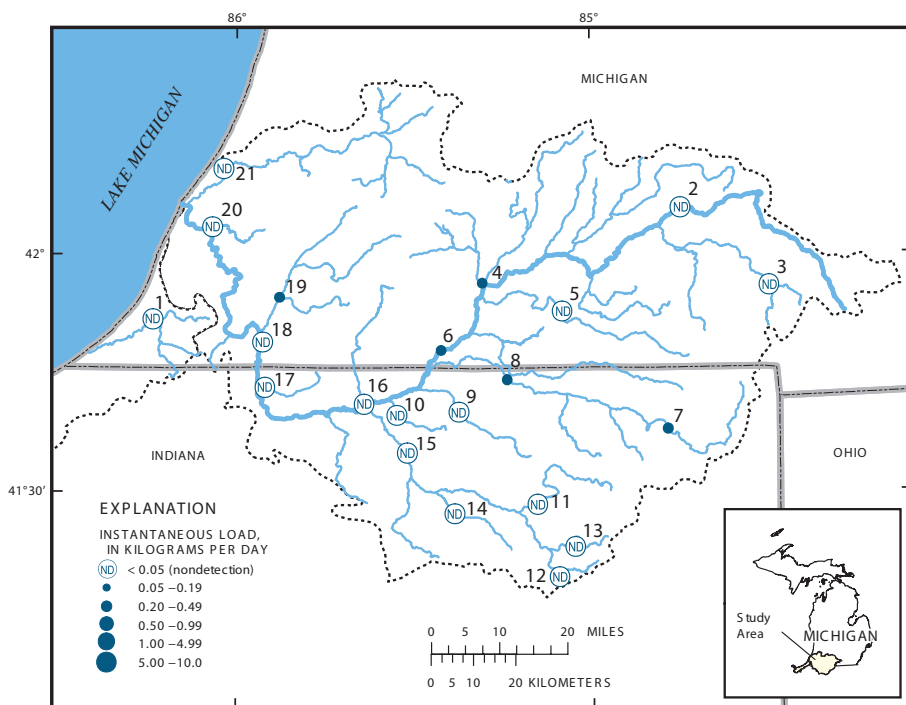 86°
85°
MICHIGAN
LAKE MICHIGAN
ND
21
ND
20
2
ND
42°
4
3
ND
19
5
ND
1
ND
18
ND
6
8
17
ND
16
ND
10
ND
9
ND
7
15
ND
INDIANA
OHIO
41°30'
11
ND
14
ND
13
ND
12
ND
EXPLANATION
INSTANTANEOUS LOAD,
IN KILOGRAMS PER DAY
ND < 0.05 (nondetection)
0.05 –0.19
0.20 –0.49
0.50 –0.99
1.00 –4.99
5.00 –10.0
0 5 10 20 MILES
0 5 10 20 KILOMETERS
Study
Area
MICHIGAN